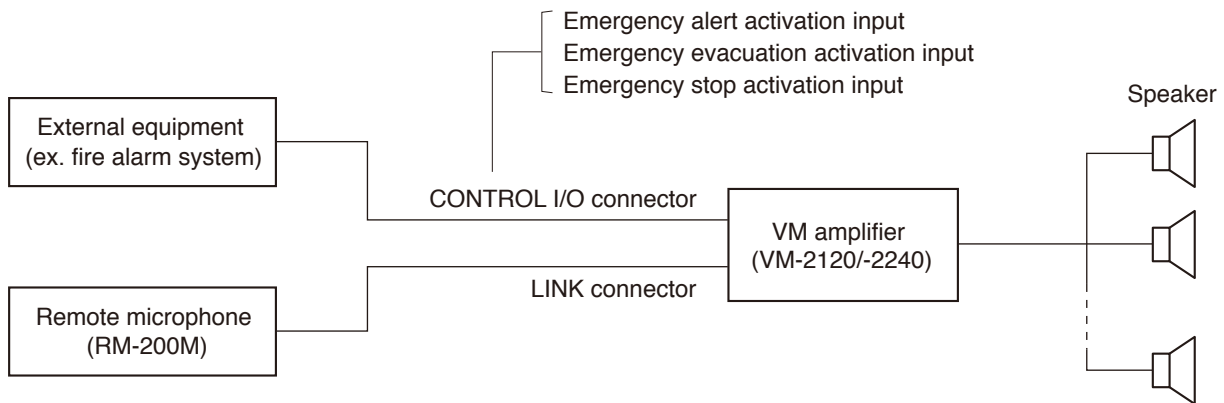 Emergency alert activation input
Emergency evacuation activation input
Emergency stop activation input
Speaker
External equipment
(ex. fire alarm system)
CONTROL I/O connector
VM amplifier
(VM-2120/-2240)
LINK connector
Remote microphone
(RM-200M)